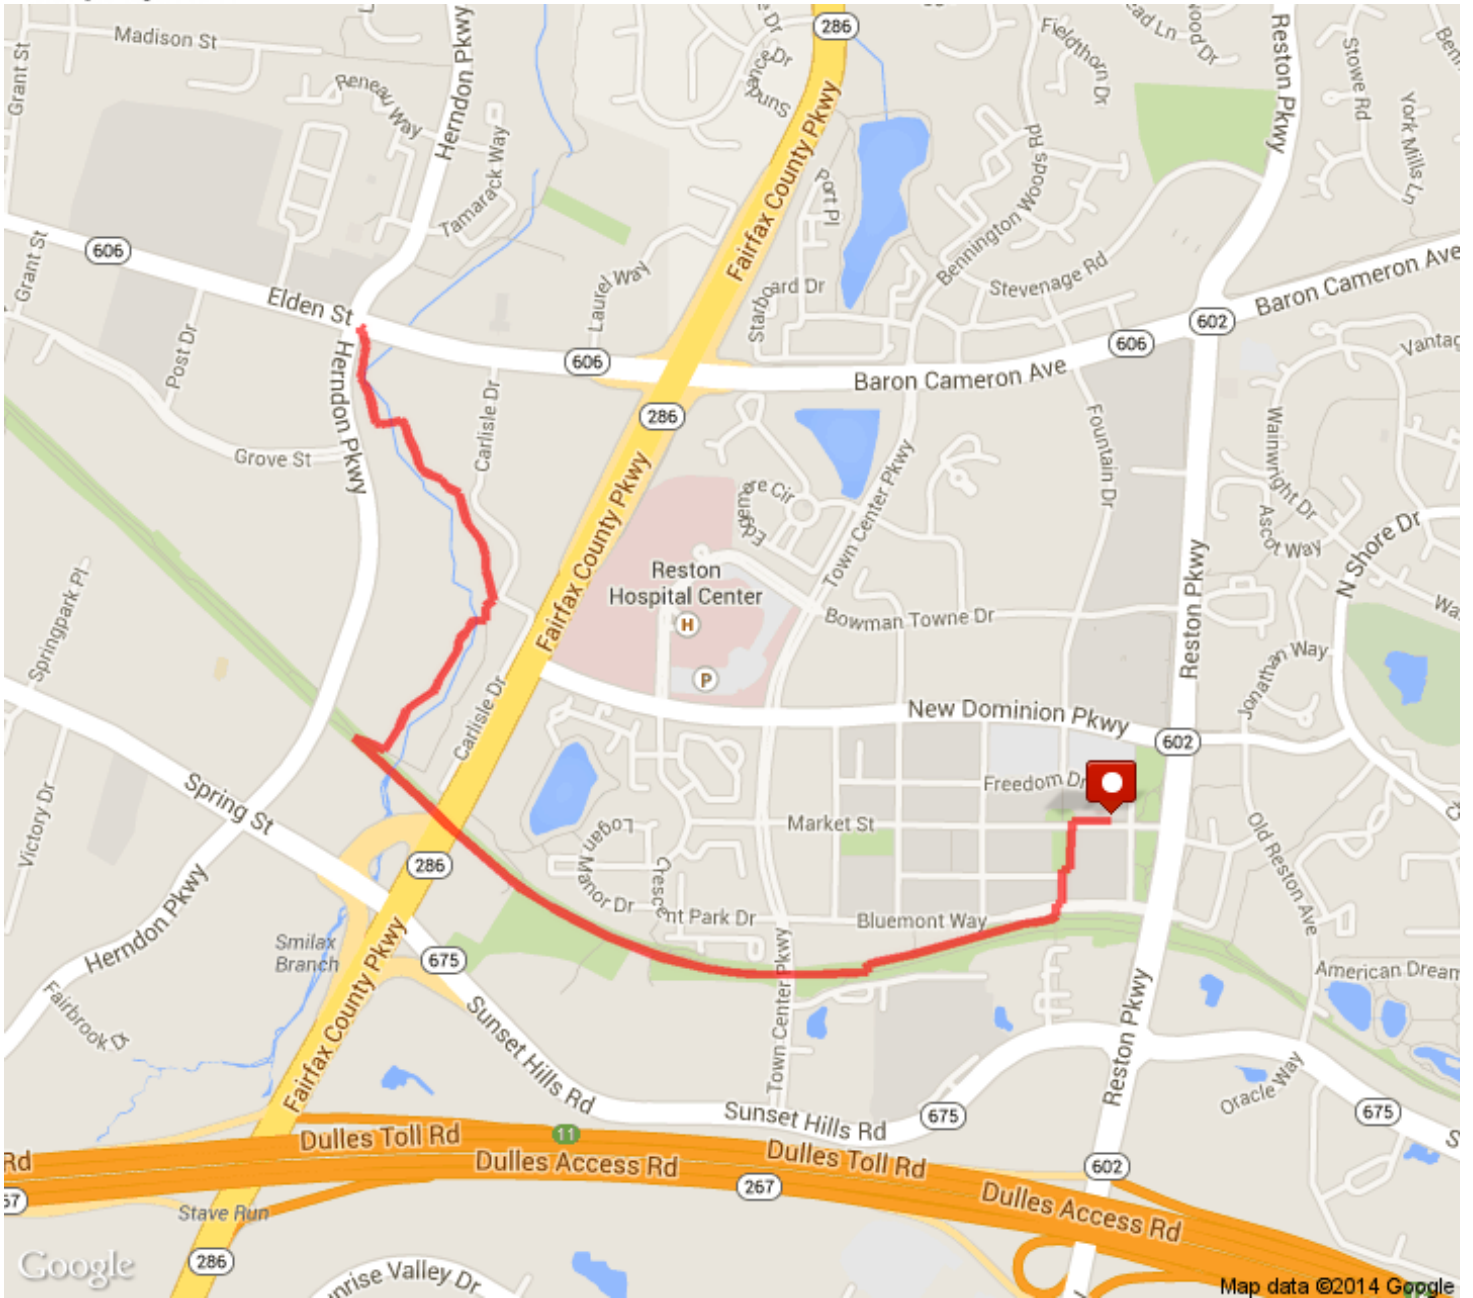 286
Madison St
Grant St
Reneau Way
Herndon Pkwy
Tamarack Way
Fieldthorn Dr
Reston Pkwy
Stowe Rd
York Mills Ln
Fairfax County Pkwy
Port Pl
Bennington Woods Rd
606
Grant St
Elden St
Laurel Way
Starboard Dr
Stevenage Rd
Baron Cameron Ave
602
Post Dr
Herndon Pkwy
606
606
Baron Cameron Ave
286
Carlisle Dr
Grove St
Fountain Dr
Wainwright Dr
Ascot Way
N Shore Dr
Town Center Pkwy
Fairfax County Pkwy
Reston
Hospital Center
H
P
Bowman Towne Dr
Reston Pkwy
Jonathan Way
Springpark Pl
Carlisle Dr
New Dominion Pkwy
602
Freedom Dr
Market St
Spring St
Victory Dr
Logan Manor Dr
Crescent Park Dr
Bluemont Way
Old Reston Ave
286
Herndon Pkwy
Smilax
Branch
675
Fairbrook Dr
Fairfax County Pkwy
Sunset Hills Rd
Town Center Pkwy
American Dream
Reston Pkwy
Oracle Way
675
Sunset Hills Rd
675
Dulles Toll Rd
11
Dulles Toll Rd
Rd
Dulles Access Rd
267
602
Dulles Access Rd
Stave Run
286
Google
nrise Valley Dr
Map data ©2014 Google